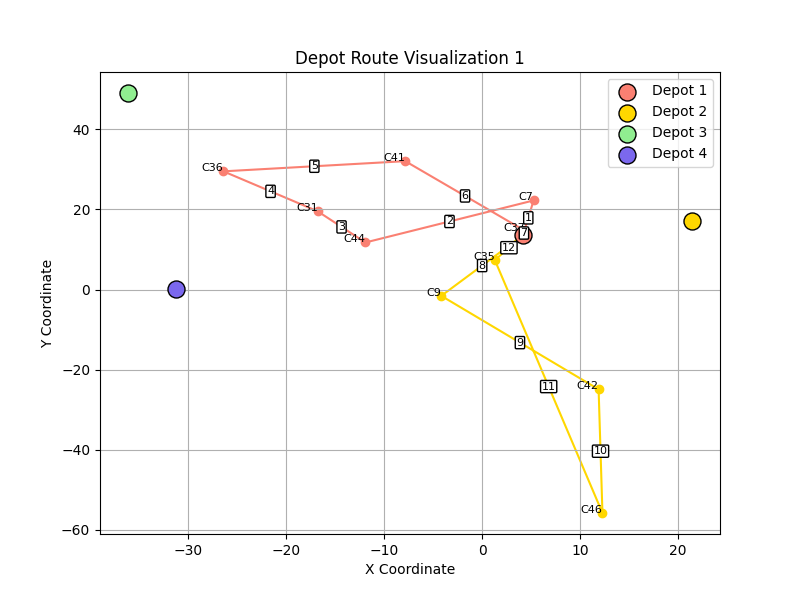 Depot Route Visualization 1
Depot 1
Depot 2
Depot 3
Depot 4
40
20
0
−20
−40
−60
Y Coordinate
C36
5
C41
4
6
C7
C31
1
3
2
C44
7
12
C35
8
C9
9
11
C42
10
C46
−30
−20
−10
0
10
20
X Coordinate